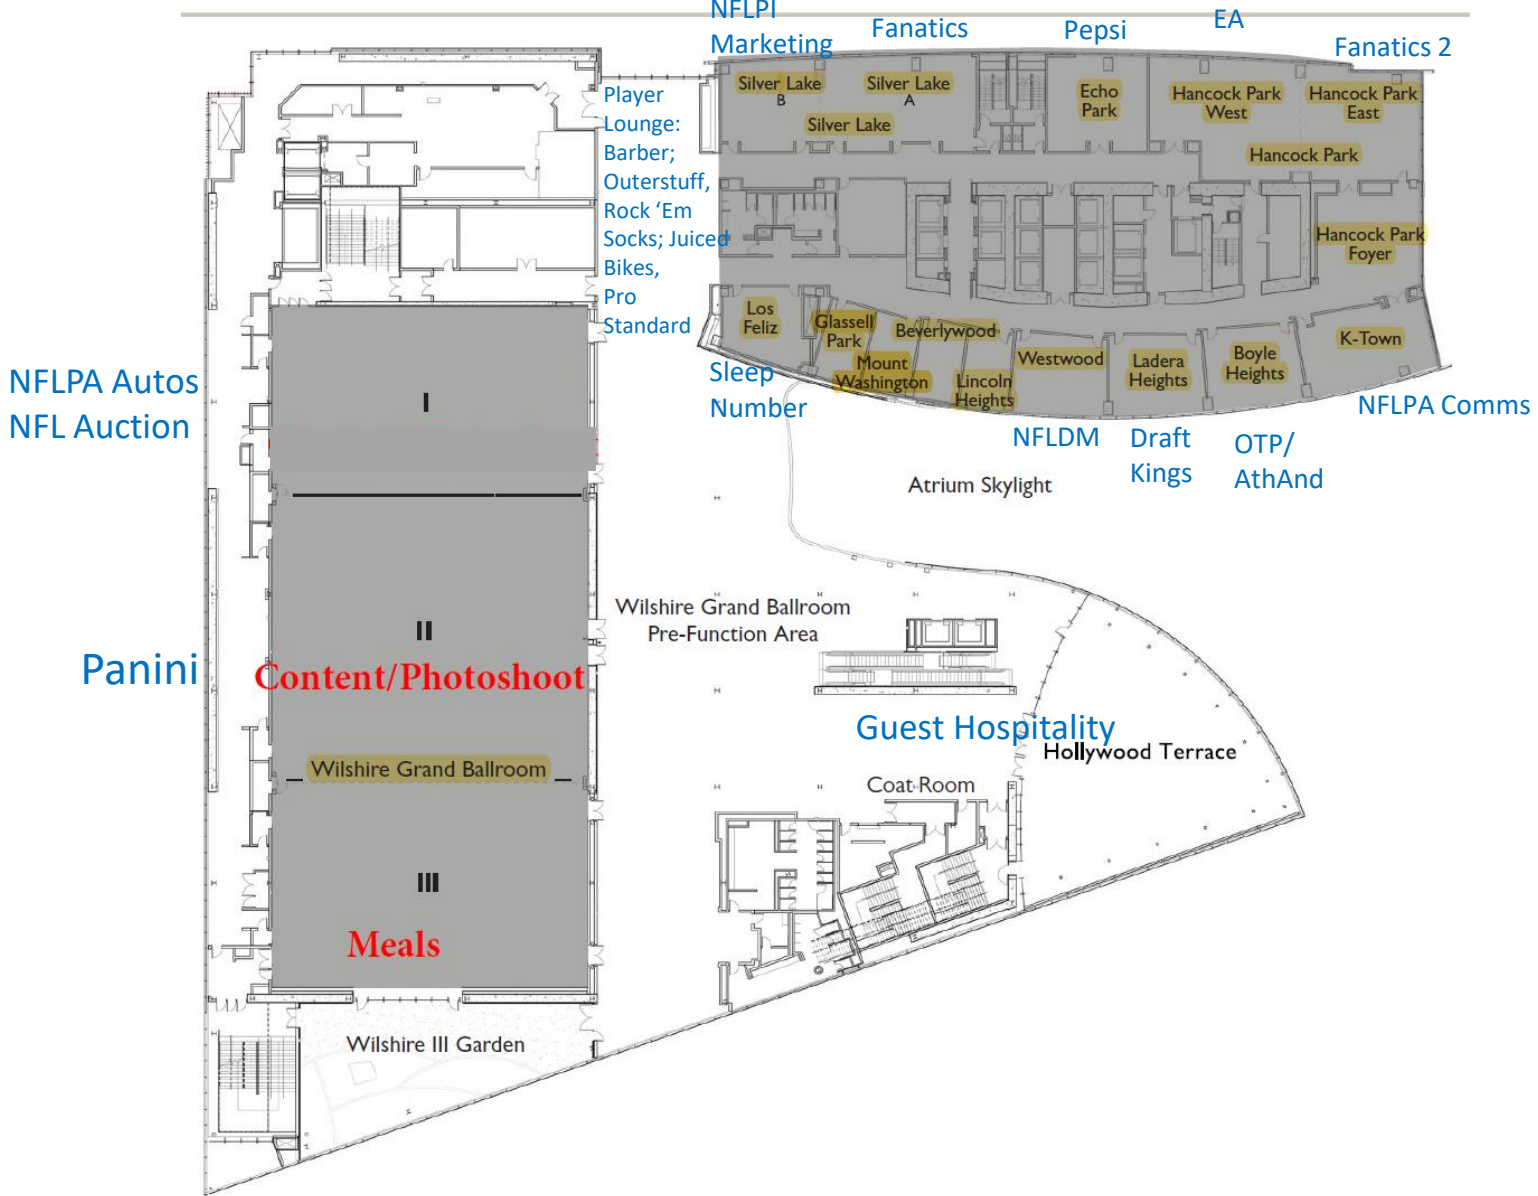 NFLPI
Marketing
Fanatics
Pepsi
EA
Fanatics 2
Player
Lounge:
Barber;
Outerstuff,
Rock ‘Em
Socks; Juiced
Bikes,
Pro
Standard
Silver Lake
B
Silver Lake
A
Silver Lake
Echo
Park
Hancock Park
West
Hancock Park
East
Hancock Park
Hancock Park
Foyer
Los
Feliz
Glassell
Park
Mount
Washington
Beverlywood
Lincoln
Heights
Westwood
Ladera
Heights
Boyle
Heights
K-Town
Sleep
Number
NFLDM
Draft
Kings
OTP/
AthAnd
NFLPA Comms
NFLPA Autos
NFL Auction
I
Atrium Skylight
Panini
II
Content/Photoshoot
Wilshire Grand Ballroom
Wilshire Grand Ballroom
Pre-Function Area
Guest Hospitality
Hollywood Terrace
Coat Room
III
Meals
Wilshire III Garden